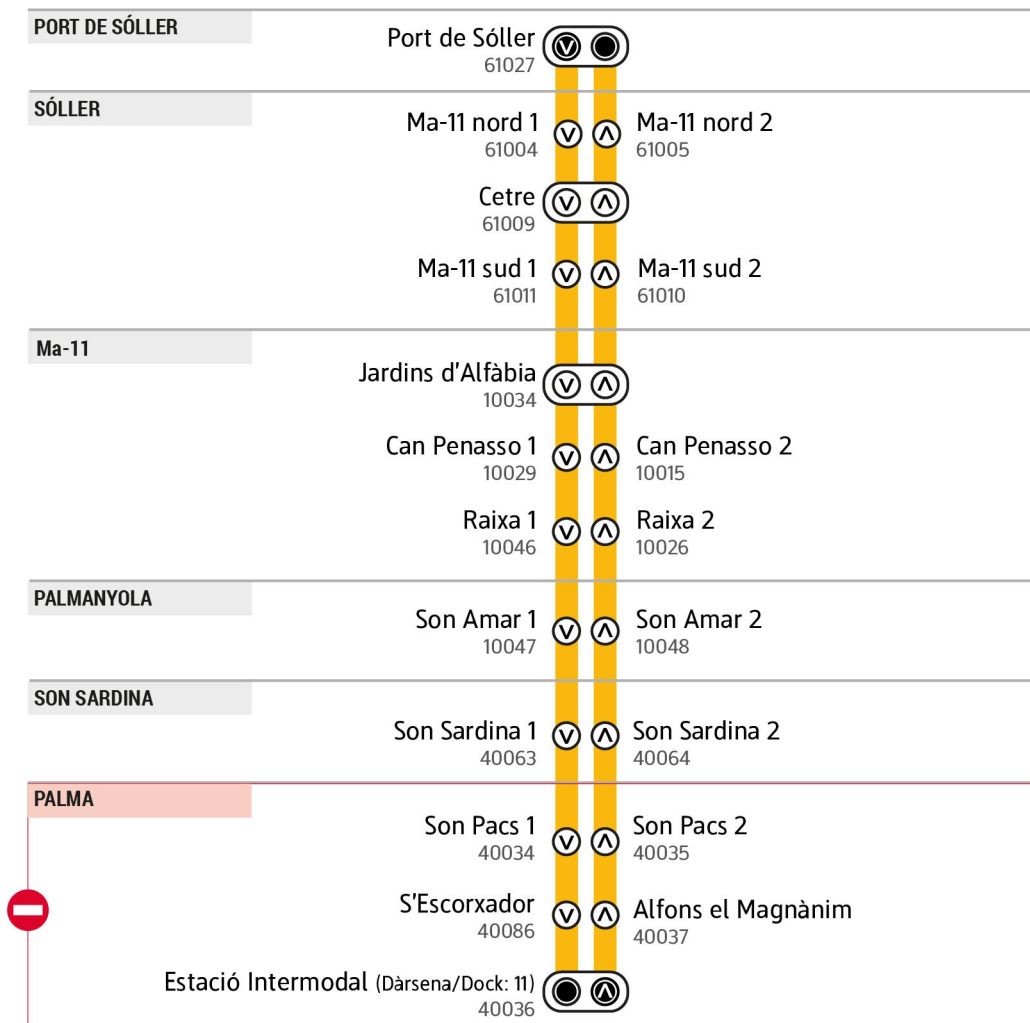 PORT DE SÓLLER
Port de Sóller
61027
SÓLLER
Ma-11 nord 1
61004
Ma-11 nord 2
61005
Cetre
61009
Ma-11 sud 1
61011
Ma-11 sud 2
61010
Ma-11
Jardins d'Alfàbia
10034
Can Penasso 1
10029
Can Penasso 2
10015
Raixa 1
10046
Raixa 2
10026
PALMANYOLA
Son Amar 1
10047
Son Amar 2
10048
SON SARDINA
Son Sardina 1
40063
Son Sardina 2
40064
PALMA
Son Pacs 1
40034
Son Pacs 2
40035
S'Escorxador
40086
Alfons el Magnànim
40037
Estació Intermodal (Dàrsena/Dock: 11)
40036